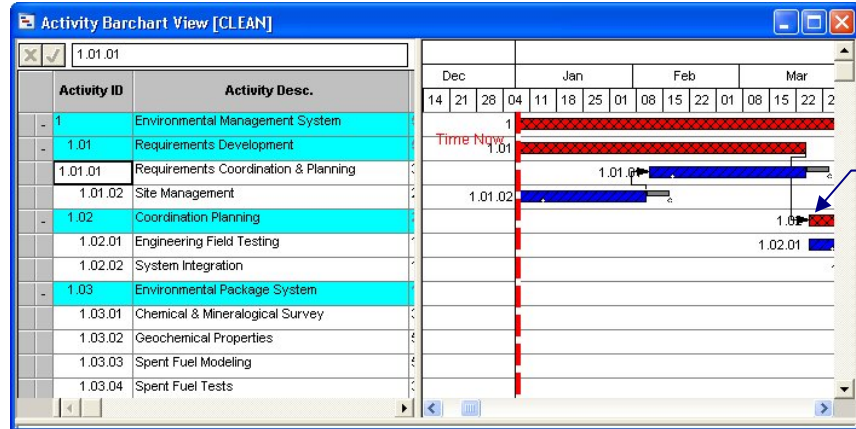 Activity Barchart View [CLEAN]
1.01.01
Activity ID Activity Desc.
Dec Jan Feb Mar
14 21 28 04 11 18 25 01 08 15 22 01 08 15 22 2
1 Environmental Management System 1
Time Now
1.01 Requirements Development 1.01
1.01.01 Requirements Coordination & Planning 1.01.0
1.01.02 Site Management 1.01.02
1.02 Coordination Planning 1.02
1.02.01 Engineering Field Testing 1.02.01
1.02.02 System Integration
1.03 Environmental Package System
1.03.01 Chemical & Mineralogical Survey
1.03.02 Geochemical Properties
1.03.03 Spent Fuel Modeling
1.03.04 Spent Fuel Tests